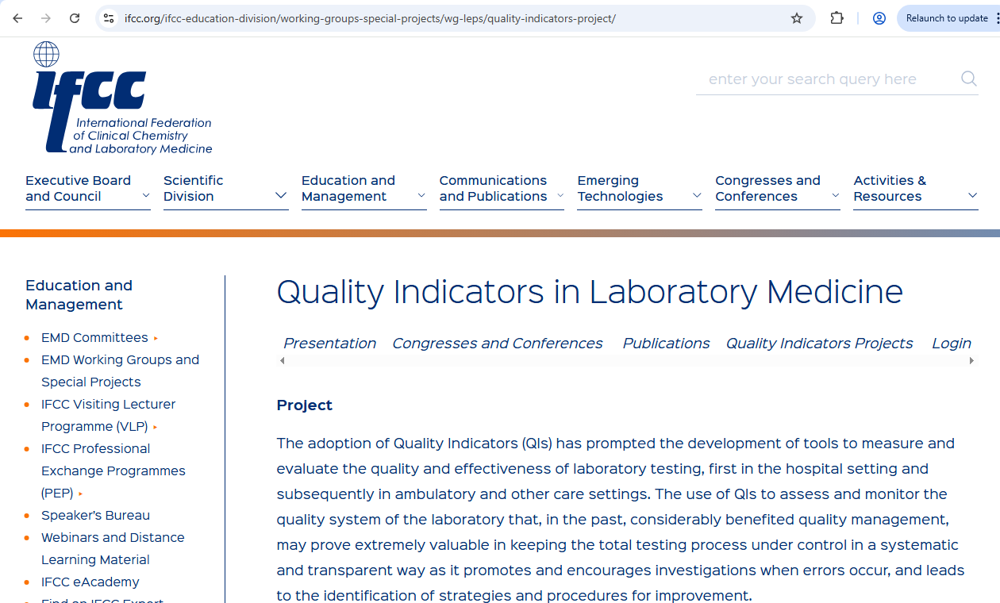 ifcc.org/ifcc-education-division/working-groups-special-projects/wg-leps/quality-indicators-project/
Relaunch to update
ifcc
International Federation
of Clinical Chemistry
and Laboratory Medicine
enter your search query here
Executive Board
and Council
Scientific
Division
Education and
Management
Communications
and Publications
Emerging
Technologies
Congresses and
Conferences
Activities &
Resources
Education and
Management
EMD Committees
EMD Working Groups and
Special Projects
IFCC Visiting Lecturer
Programme (VLP)
IFCC Professional
Exchange Programmes
(PEP)
Speaker's Bureau
Webinars and Distance
Learning Material
IFCC eAcademy
Find an IFCC Expert
Quality Indicators in Laboratory Medicine
Presentation Congresses and Conferences Publications Quality Indicators Projects Login
Project
The adoption of Quality Indicators (QIs) has prompted the development of tools to measure and
evaluate the quality and effectiveness of laboratory testing, first in the hospital setting and
subsequently in ambulatory and other care settings. The use of QIs to assess and monitor the
quality system of the laboratory that, in the past, considerably benefited quality management,
may prove extremely valuable in keeping the total testing process under control in a systematic
and transparent way as it promotes and encourages investigations when errors occur, and leads
to the identification of strategies and procedures for improvement.